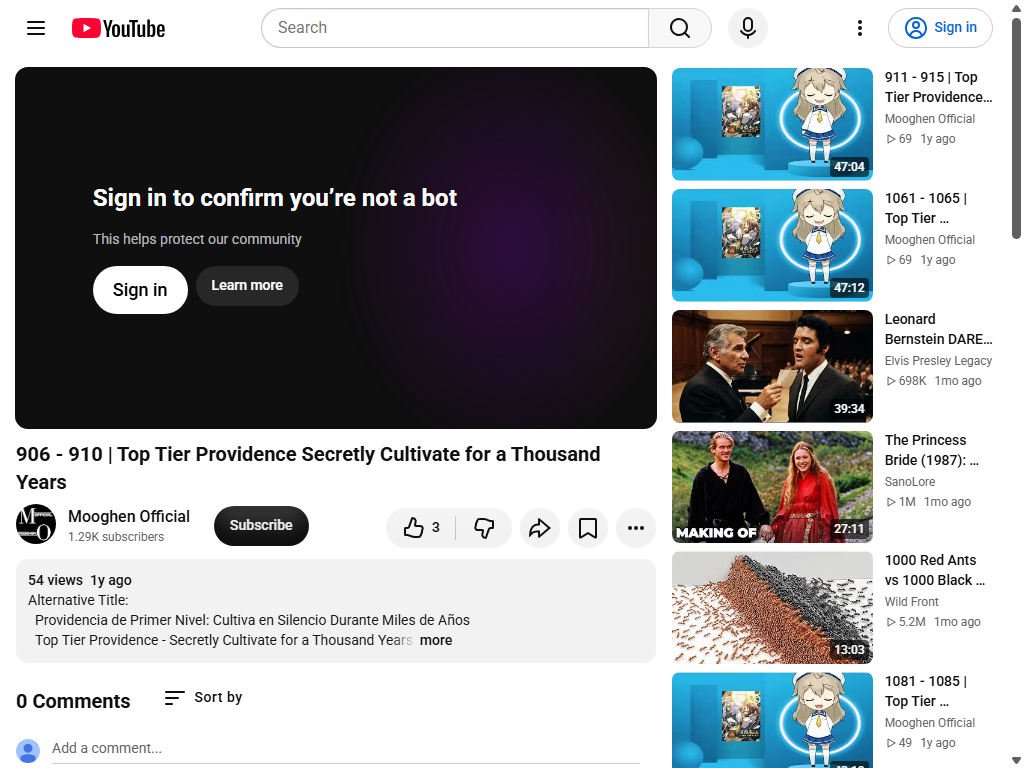 YouTube
Search
Sign in
Sign in to confirm you’re not a bot
This helps protect our community
Sign in
Learn more
906 - 910 | Top Tier Providence Secretly Cultivate for a Thousand
Years
Mooghen Official
1.29K subscribers
Subscribe
3
54 views 1y ago
Alternative Title:
Providencia de Primer Nivel: Cultiva en Silencio Durante Miles de Años
Top Tier Providence - Secretly Cultivate for a Thousand Years
more
0 Comments
Sort by
Add a comment...
47:04
911 - 915 | Top
Tier Providence…
Mooghen Official
69 1y ago
47:12
1061 - 1065 |
Top Tier …
Mooghen Official
69 1y ago
39:34
Leonard
Bernstein DARE…
Elvis Presley Legacy
698K 1mo ago
MAKING OF
27:11
The Princess
Bride (1987): …
SanoLore
1M 1mo ago
13:03
1000 Red Ants
vs 1000 Black …
Wild Front
5.2M 1mo ago
1081 - 1085 |
Top Tier …
Mooghen Official
49 1y ago